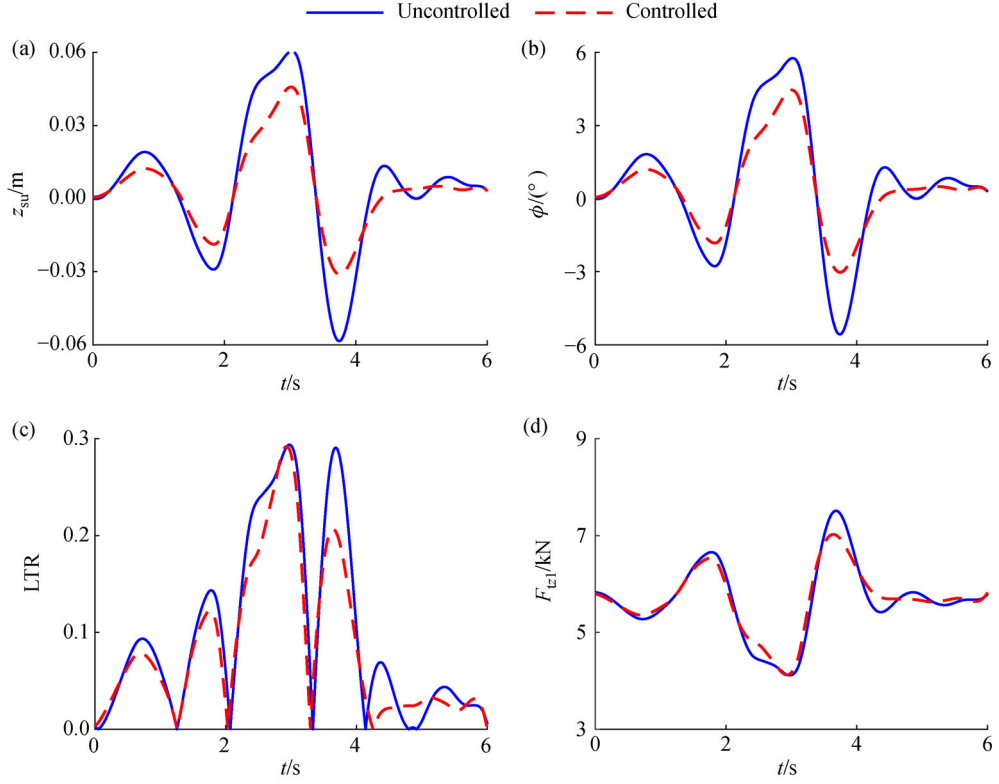 Uncontrolled Controlled
(a)
0.06
0.03
0.00
−0.03
−0.06
z_su/m
0 2 4 6
t/s
(b)
6
3
0
−3
−6
ϕ/(°)
0 2 4 6
t/s
(c)
0.3
0.2
0.1
0.0
LTR
0 2 4 6
t/s
(d)
9
7
5
3
F_tz1/kN
0 2 4 6
t/s